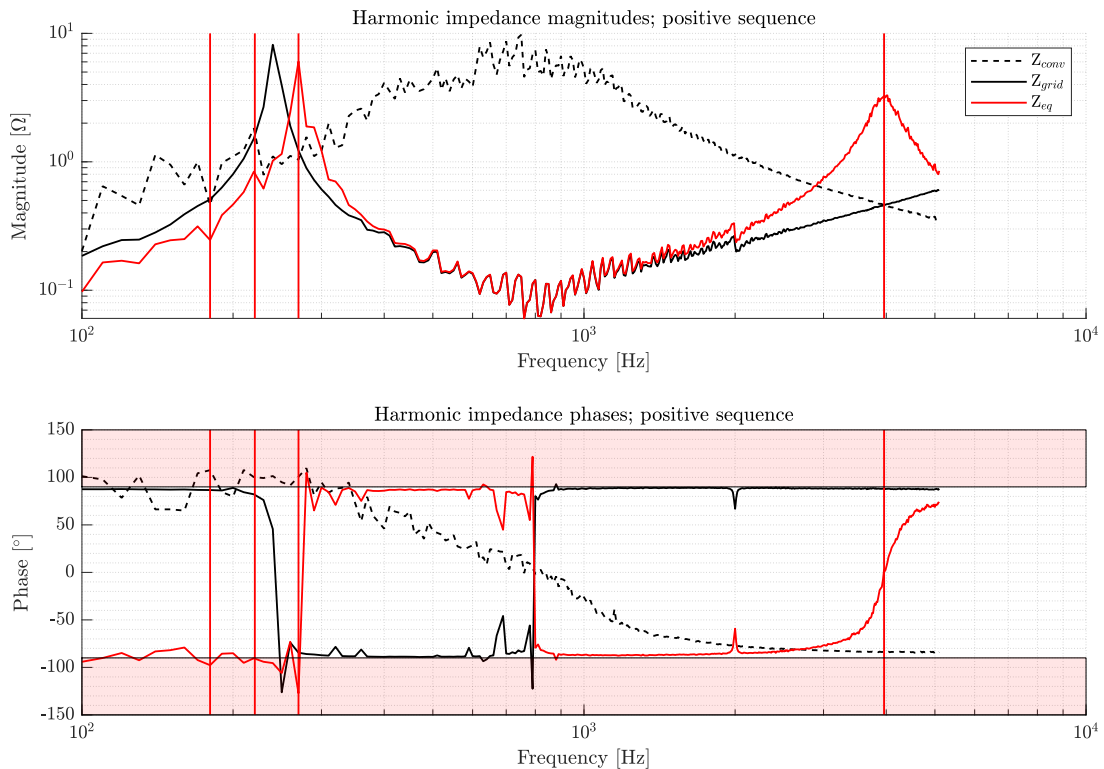 Harmonic impedance magnitudes; positive sequence
10^1
10^0
10^-1
Magnitude [Ω]
Z_conv
Z_grid
Z_eq
10^2
10^3
10^4
Frequency [Hz]
Harmonic impedance phases; positive sequence
150
100
50
0
-50
-100
-150
Phase [°]
10^2
10^3
10^4
Frequency [Hz]